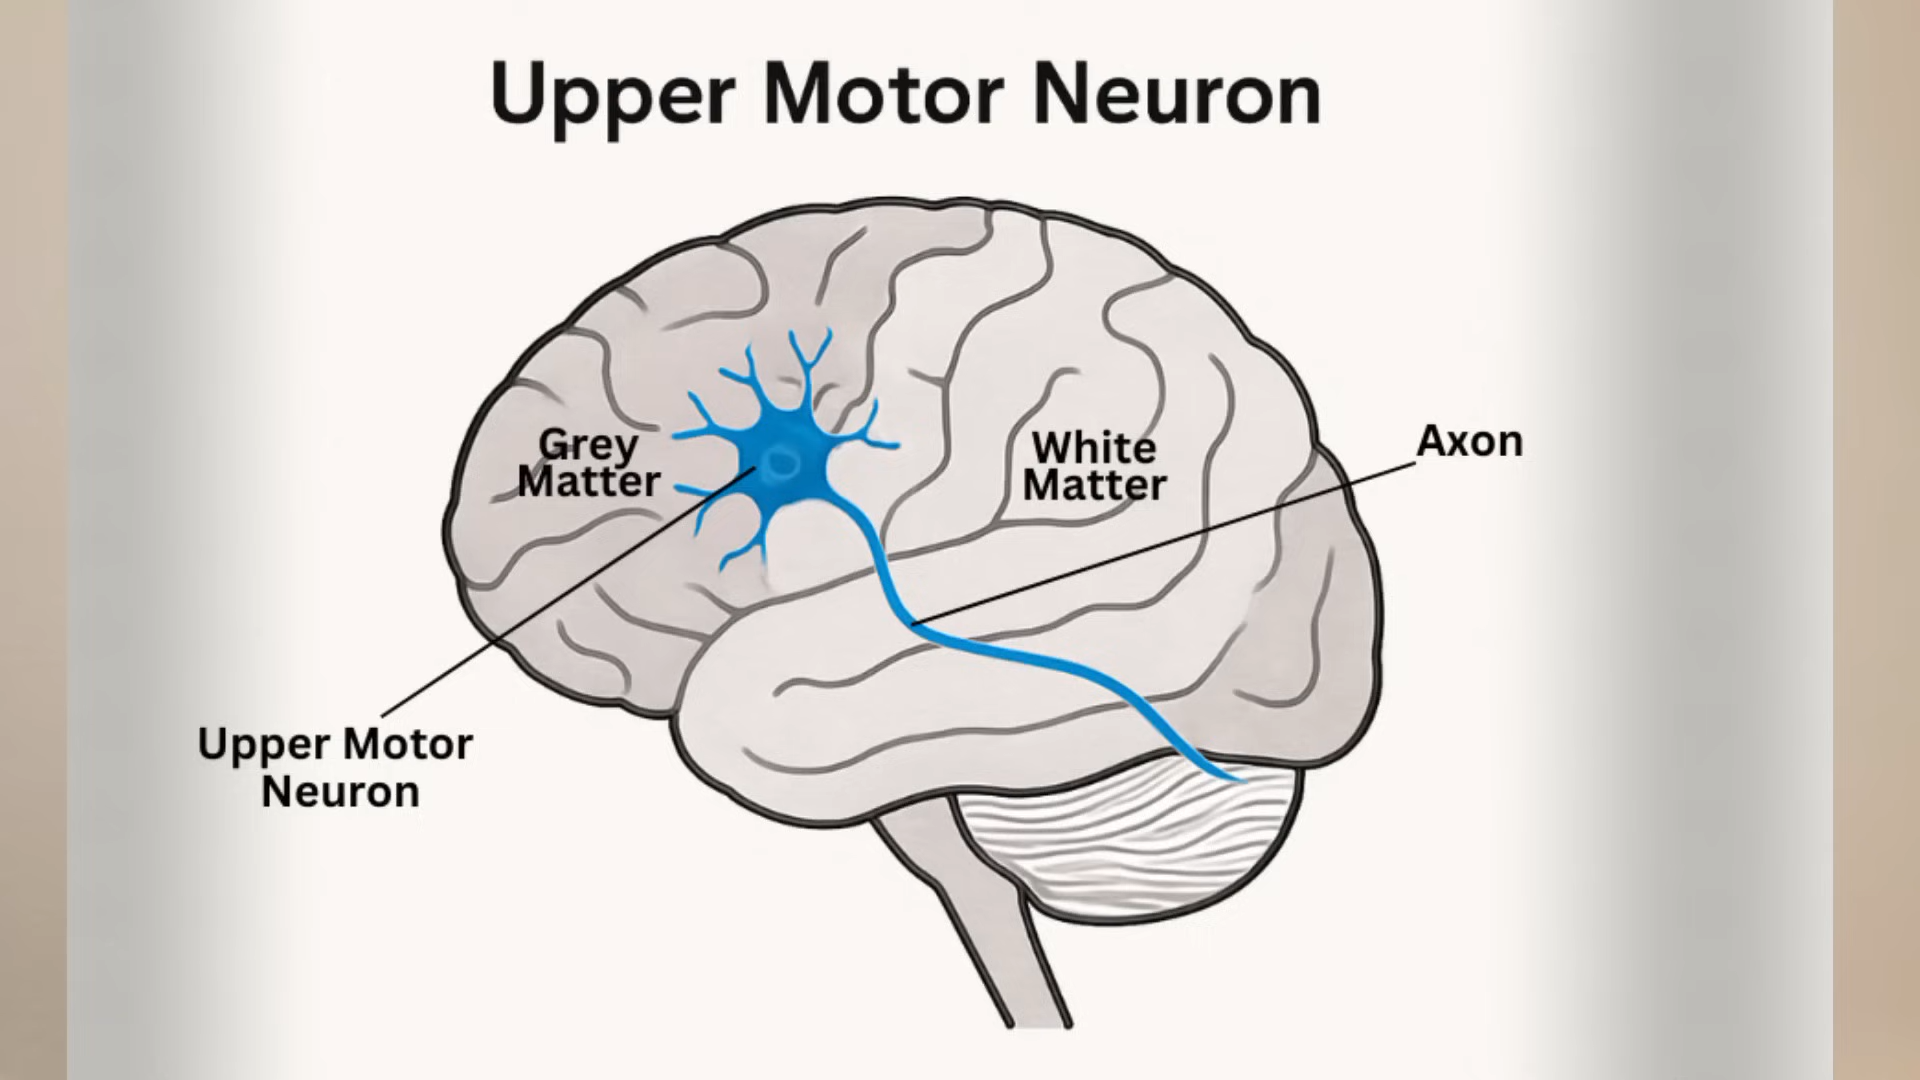 Upper Motor Neuron
Grey
Matter
White
Matter
Axon
Upper Motor
Neuron